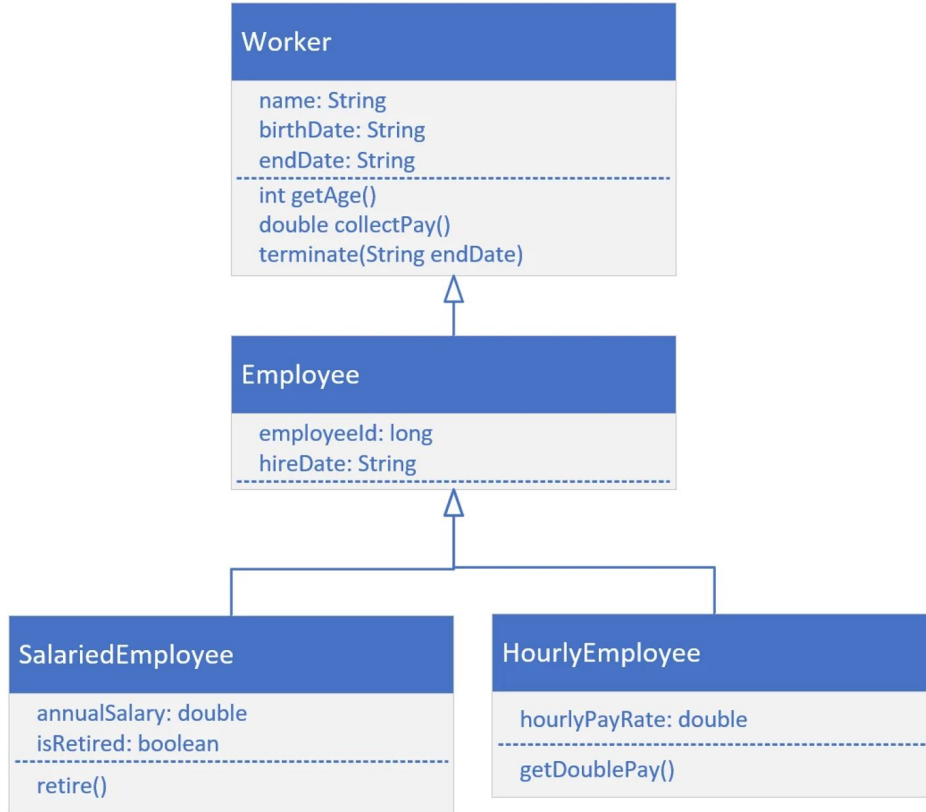 Worker
name: String
birthDate: String
endDate: String
int getAge()
double collectPay()
terminate(String endDate)
Employee
employeeId: long
hireDate: String
SalariedEmployee
annualSalary: double
isRetired: boolean
retire()
HourlyEmployee
hourlyPayRate: double
getDoublePay()